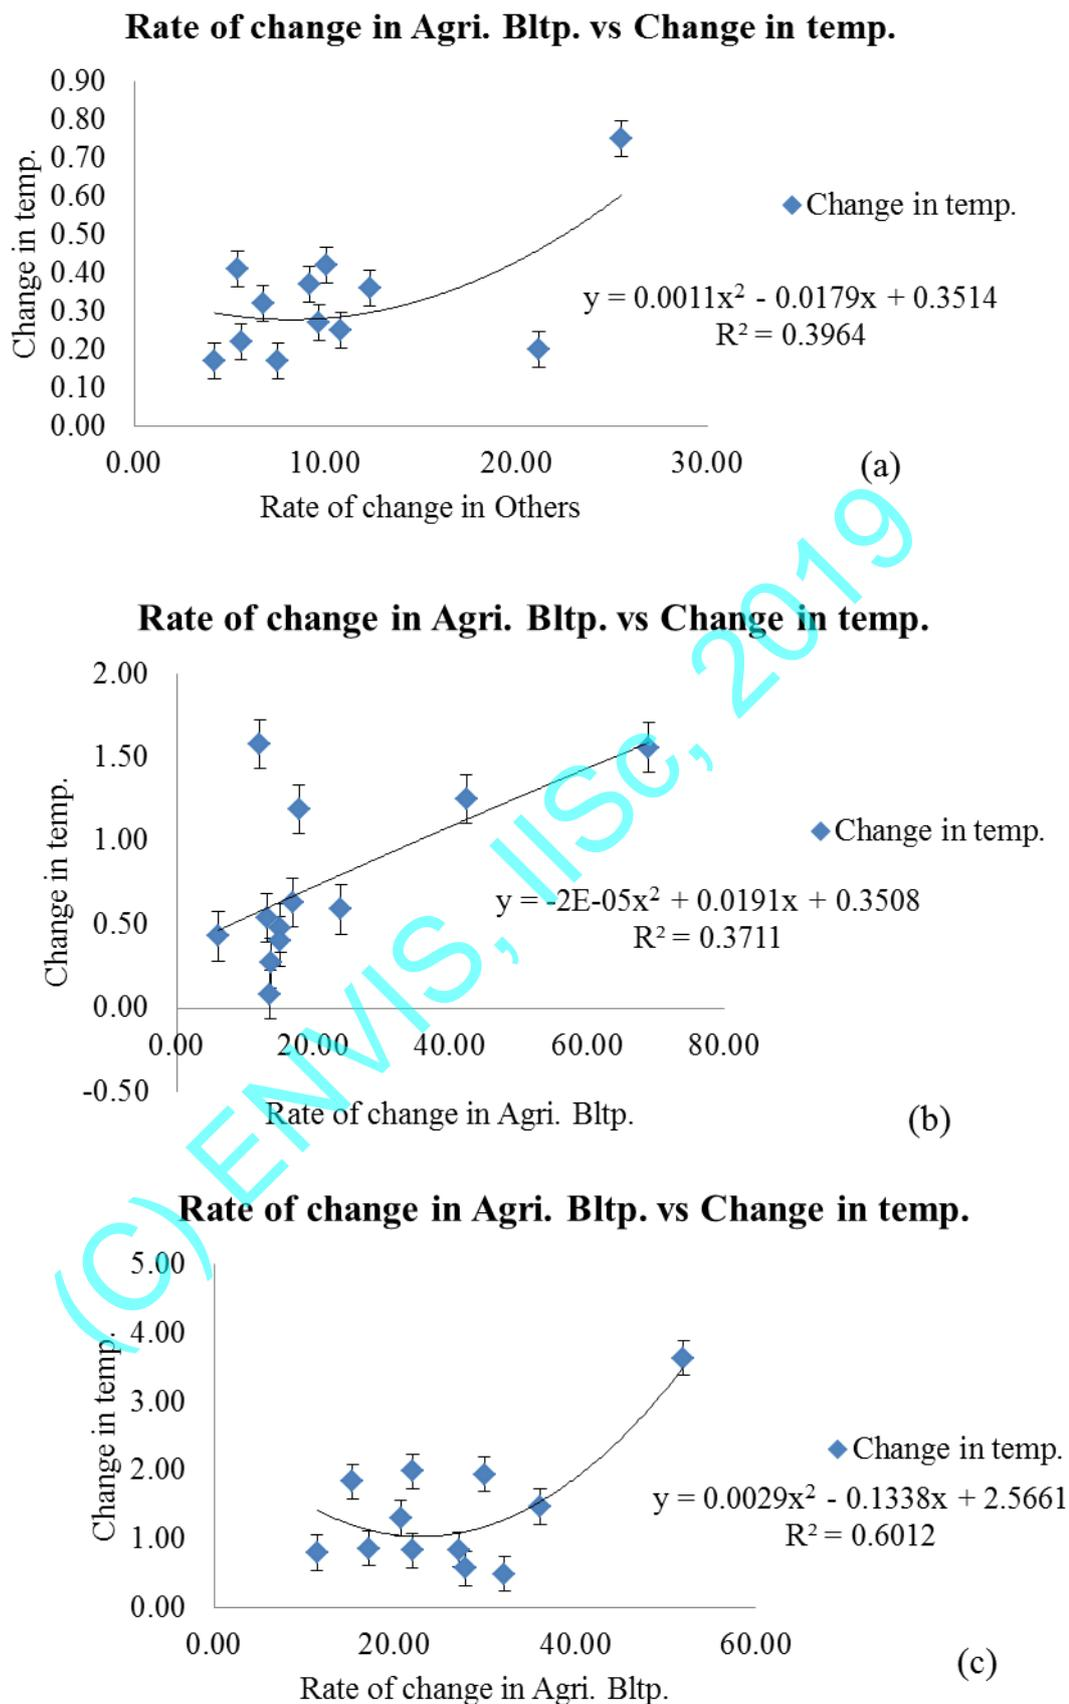 Rate of change in Agri. Bltp. vs Change in temp.
0.90
0.80
0.70
0.60
0.50
0.40
0.30
0.20
0.10
0.00
Change in temp.
0.00 10.00 20.00 30.00
Rate of change in Others
Change in temp.
y = 0.0011x² - 0.0179x + 0.3514
R² = 0.3964
(a)
Rate of change in Agri. Bltp. vs Change in temp.
2.00
1.50
1.00
0.50
0.00
-0.50
Change in temp.
0.00 20.00 40.00 60.00 80.00
Rate of change in Agri. Bltp.
Change in temp.
y = -2E-05x² + 0.0191x + 0.3508
R² = 0.3711
(b)
Rate of change in Agri. Bltp. vs Change in temp.
5.00
4.00
3.00
2.00
1.00
0.00
Change in temp.
0.00 20.00 40.00 60.00
Rate of change in Agri. Bltp.
Change in temp.
y = 0.0029x² - 0.1338x + 2.5661
R² = 0.6012
(c)
(C) ENVIS, IISc, 2019